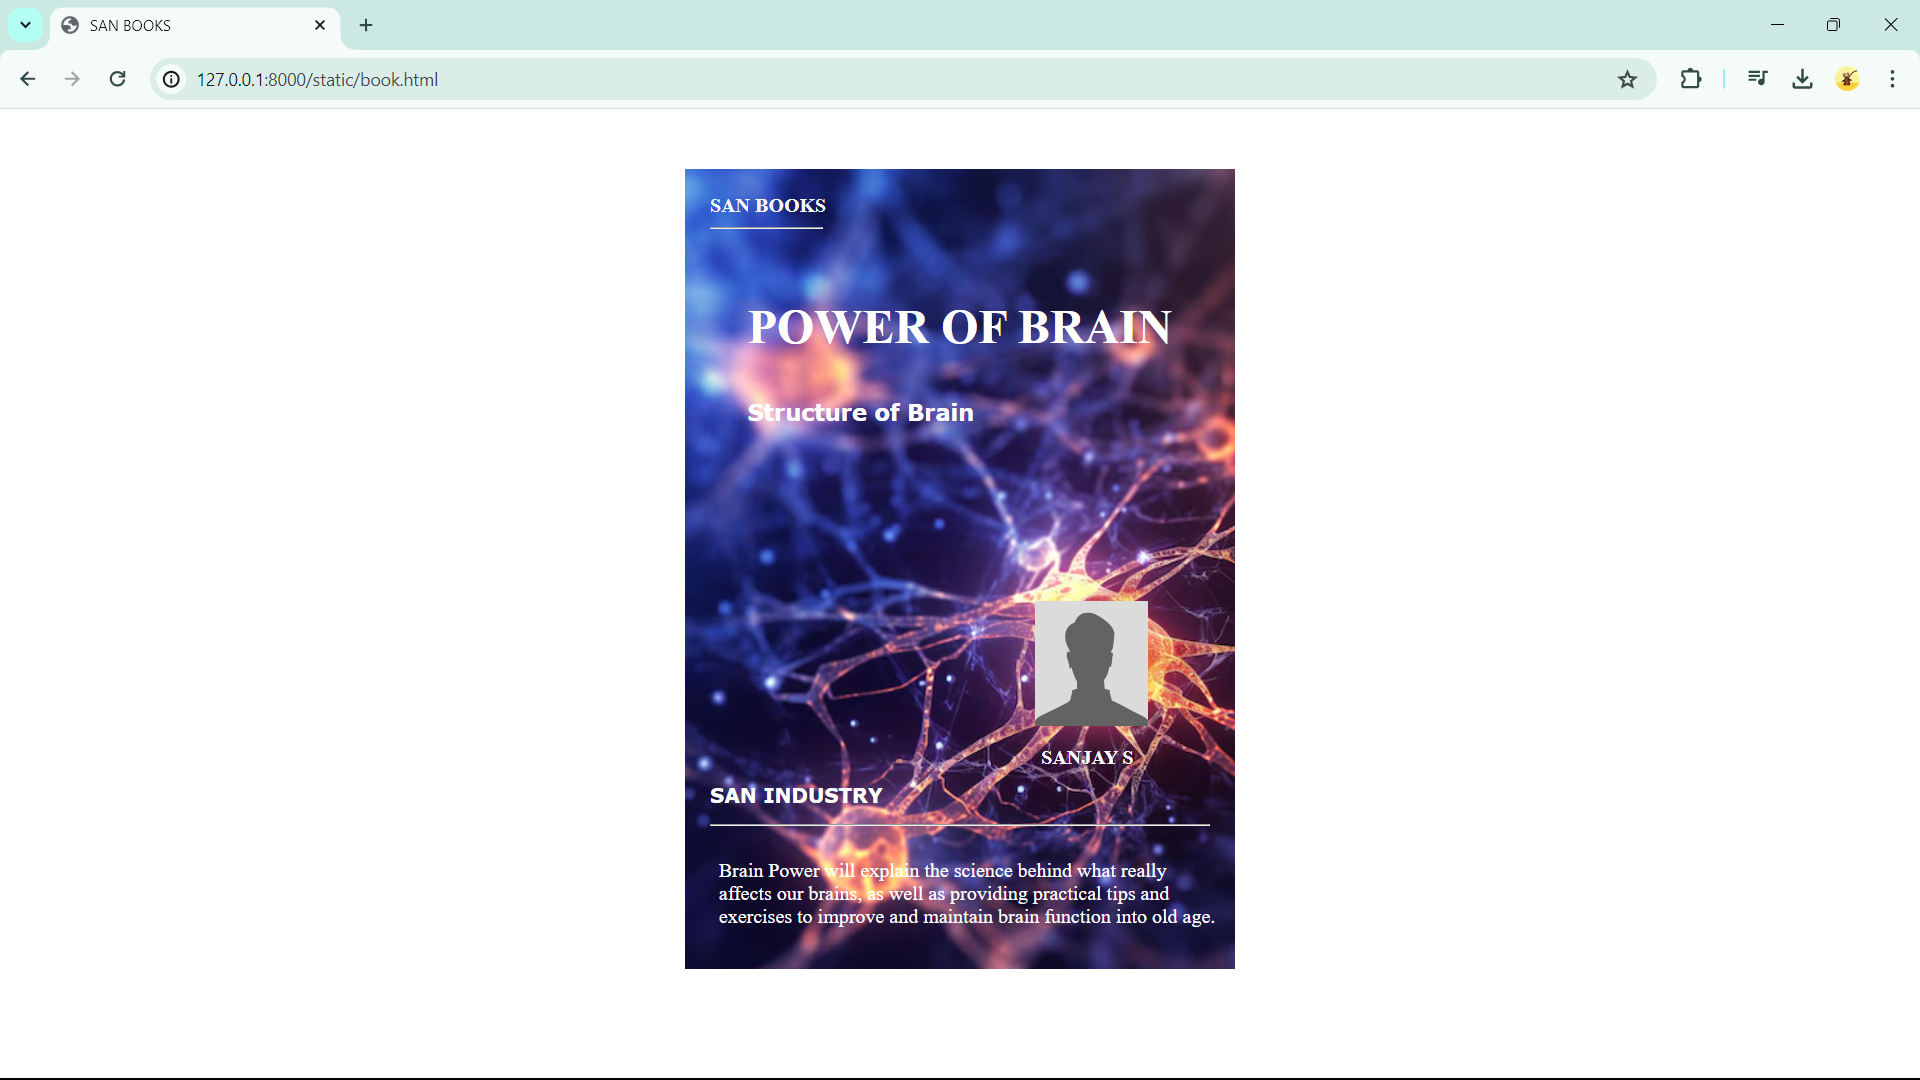 SAN BOOKS
127.0.0.1:8000/static/book.html
SAN BOOKS
POWER OF BRAIN
Structure of Brain
SANJAY S
SAN INDUSTRY
Brain Power will explain the science behind what really
affects our brains, as well as providing practical tips and
exercises to improve and maintain brain function into old age.